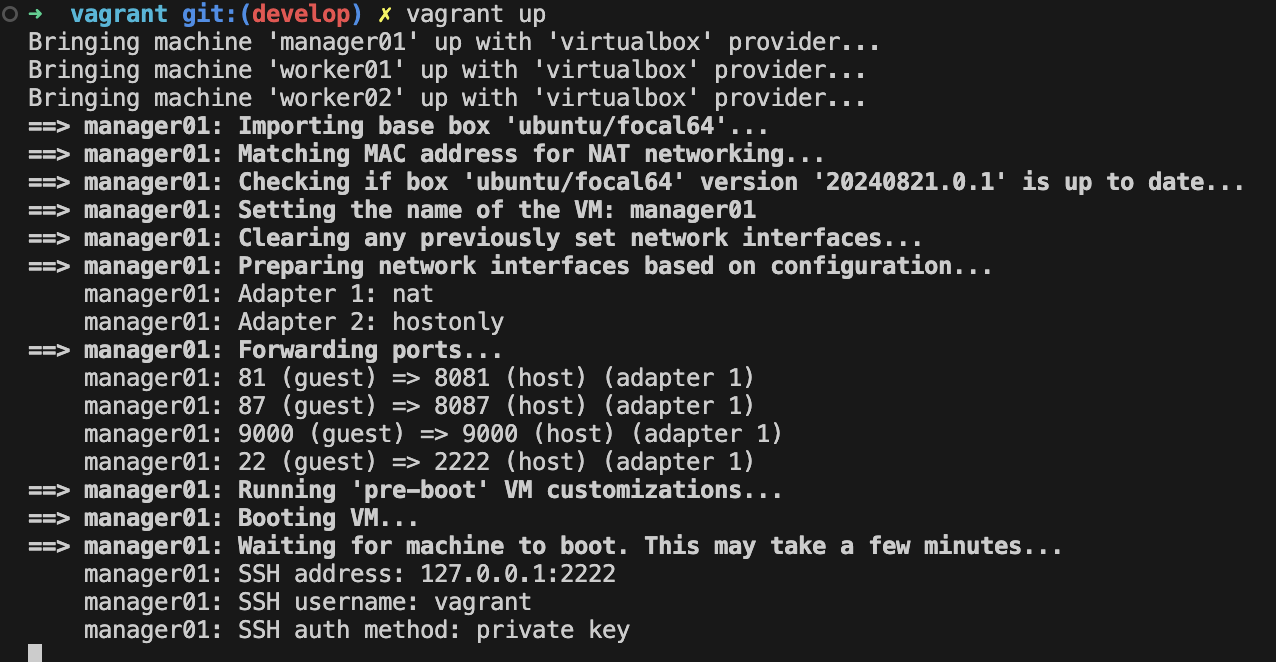 ➜ vagrant git:(develop) ✗ vagrant up
Bringing machine 'manager01' up with 'virtualbox' provider...
Bringing machine 'worker01' up with 'virtualbox' provider...
Bringing machine 'worker02' up with 'virtualbox' provider...
==> manager01: Importing base box 'ubuntu/focal64'...
==> manager01: Matching MAC address for NAT networking...
==> manager01: Checking if box 'ubuntu/focal64' version '20240821.0.1' is up to date...
==> manager01: Setting the name of the VM: manager01
==> manager01: Clearing any previously set network interfaces...
==> manager01: Preparing network interfaces based on configuration...
manager01: Adapter 1: nat
manager01: Adapter 2: hostonly
==> manager01: Forwarding ports...
manager01: 81 (guest) => 8081 (host) (adapter 1)
manager01: 87 (guest) => 8087 (host) (adapter 1)
manager01: 9000 (guest) => 9000 (host) (adapter 1)
manager01: 22 (guest) => 2222 (host) (adapter 1)
==> manager01: Running 'pre-boot' VM customizations...
==> manager01: Booting VM...
==> manager01: Waiting for machine to boot. This may take a few minutes...
manager01: SSH address: 127.0.0.1:2222
manager01: SSH username: vagrant
manager01: SSH auth method: private key